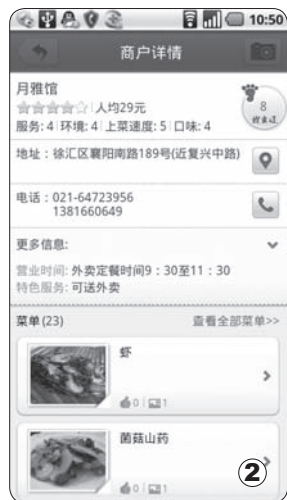 10:50
商户详情
月雅馆
人均29元
8
服务: 4 环境: 4 上菜速度: 5 口味: 4
地址：徐汇区襄阳南路189号(近复兴中路)
电话：021-64723956
1381660649
更多信息:
营业时间: 外卖定餐时间9：30至11：30
特色服务: 可送外卖
菜单(23)
查看全部菜单>>
虾
0 1
菌菇山药
0 1
2